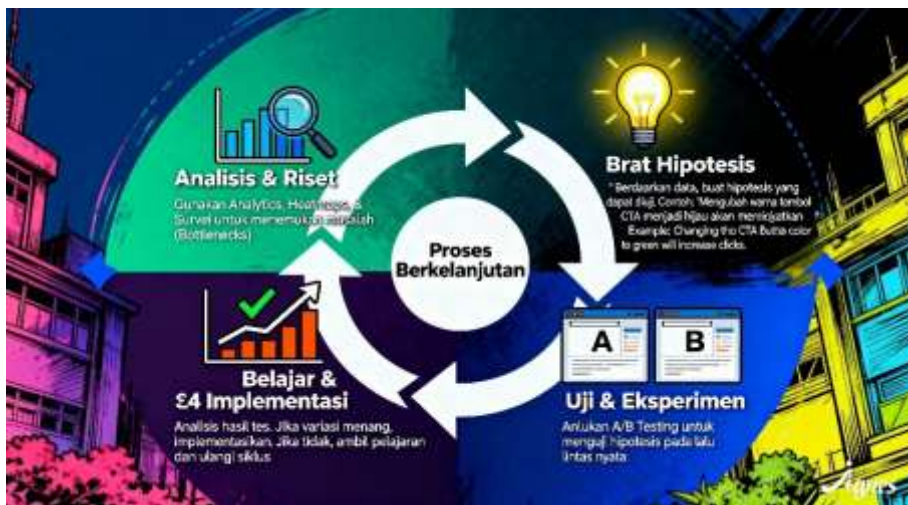 Analisis & Riset
Gunakan Analytics, Heatmaps, &
Survei untuk menemukan masalah
(Bottlenecks)
Brat Hipotesis
"Berdasarkan data, buat hipotesis yang
dapat diuji. Contoh: 'Mengubah warna tombol
CTA menjadi hijau akan meningkatkan
Example: Changing the CTA Button color
to green will increase clicks.
Proses
Berkelanjutan
Belajar &
£4 Implementasi
Analisis hasil tes. Jika variasi menang,
implementasikan. Jika tidak, ambil pelajaran
dan ulangi siklus
A B
Uji & Eksperimen
A/B Testing untuk
menguji hipotesis pada lalu
lintas nyata